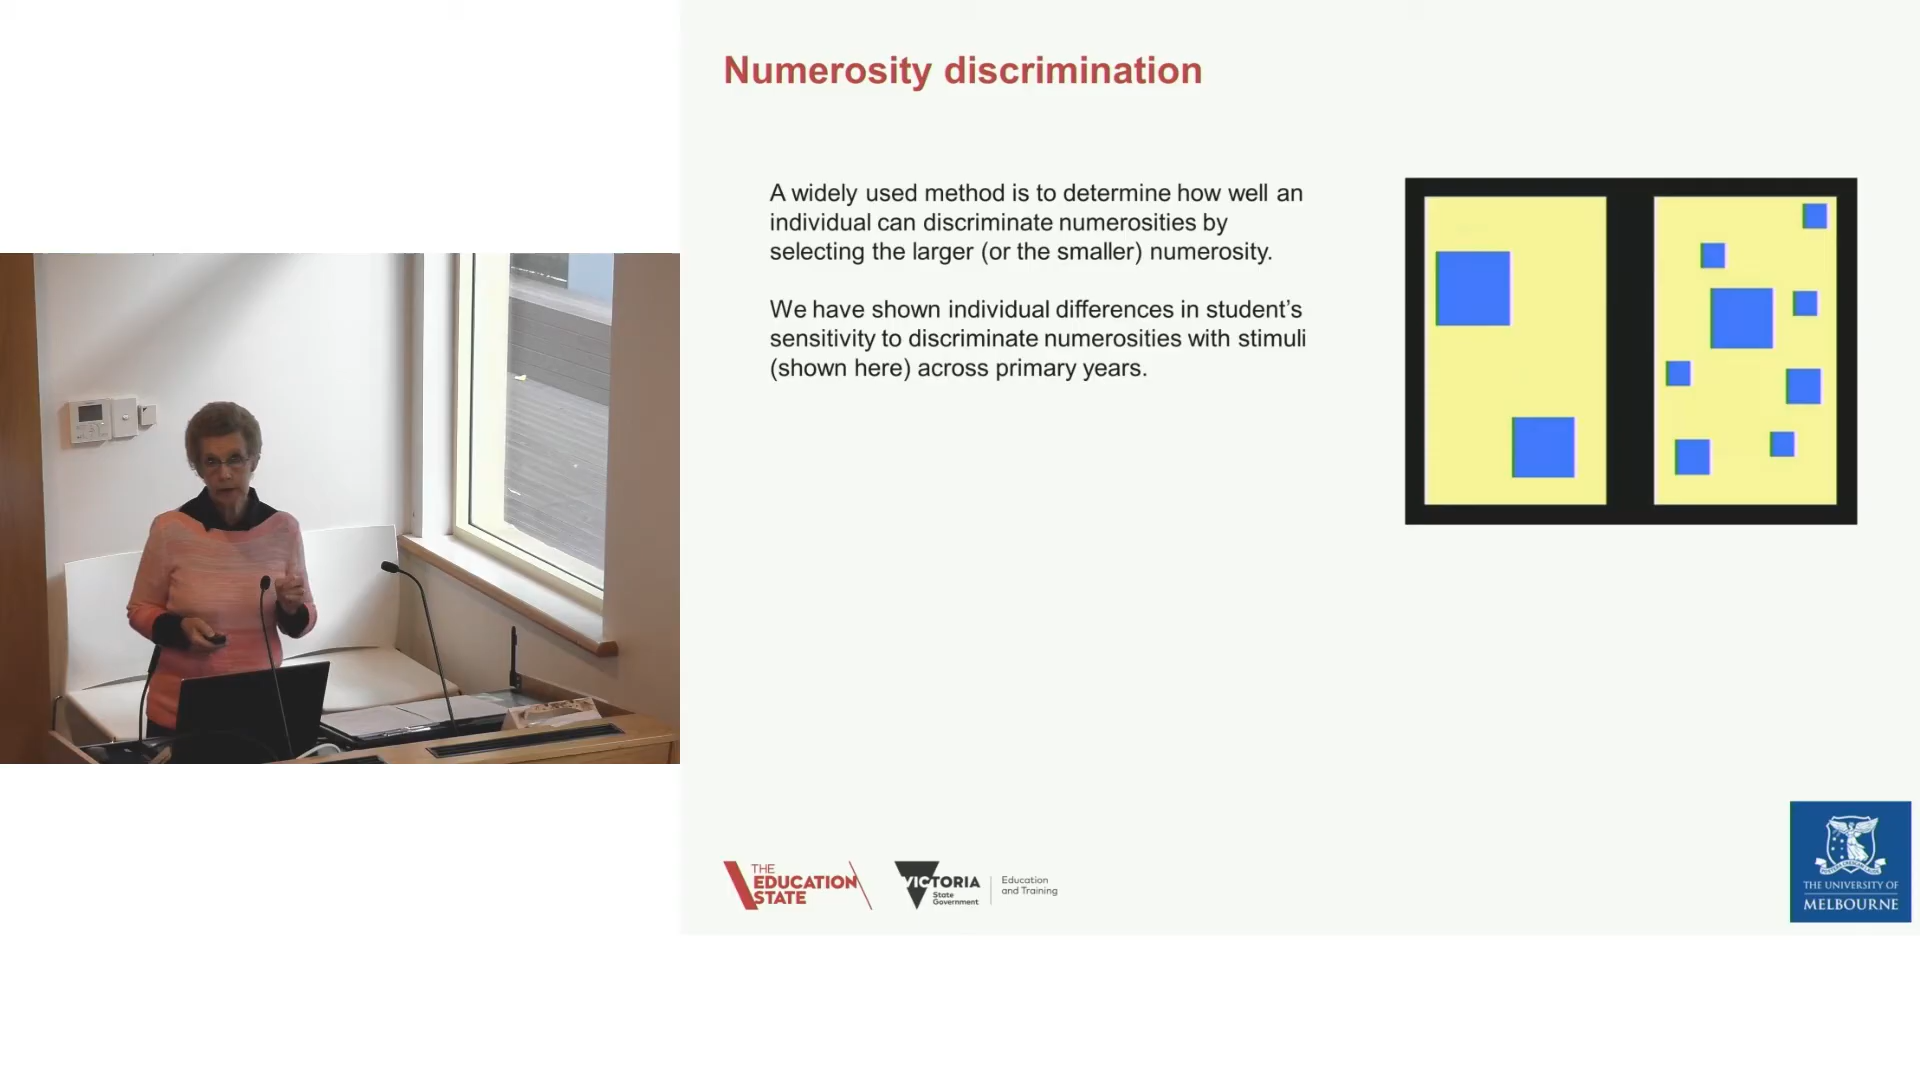 Numerosity discrimination
A widely used method is to determine how well an
individual can discriminate numerosities by
selecting the larger (or the smaller) numerosity.
We have shown individual differences in student's
sensitivity to discriminate numerosities with stimuli
(shown here) across primary years.
THE
EDUCATION
STATE
VICTORIA
State
Government
Education
and Training
THE UNIVERSITY OF
MELBOURNE